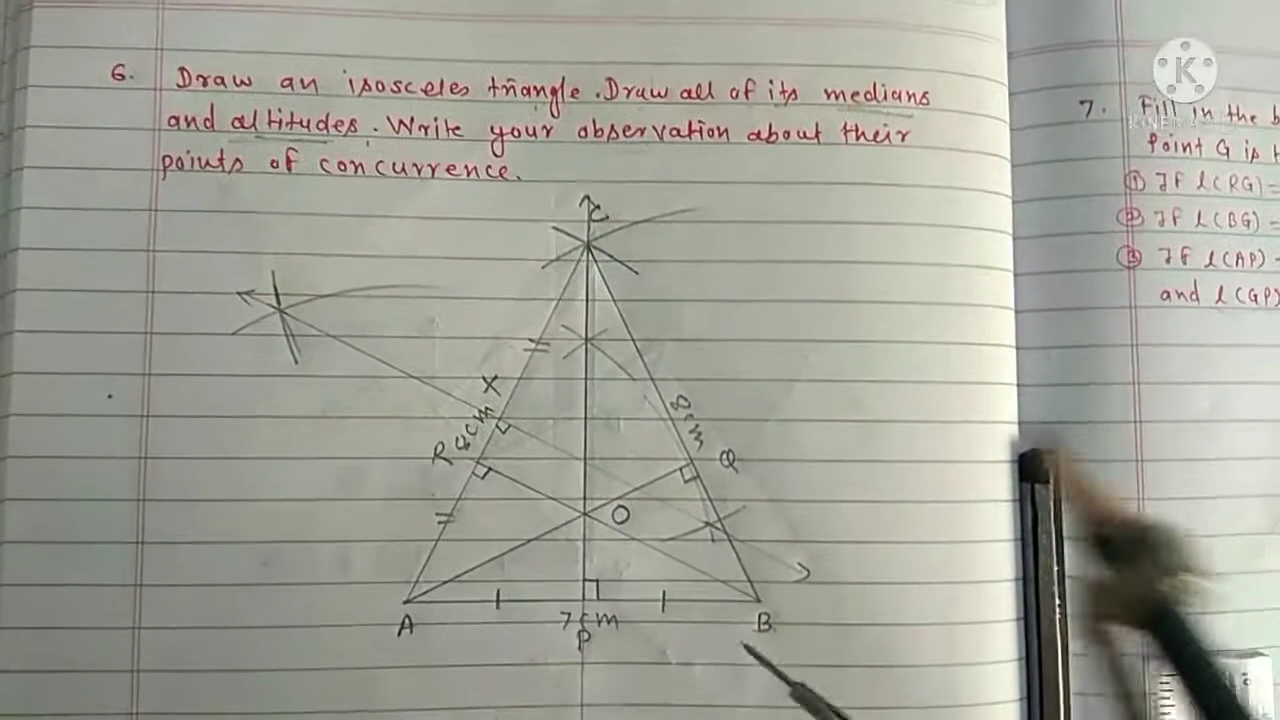 6. Draw an isosceles triangle. Draw all of its medians
and altitudes. Write your observation about their
points of concurrence.
C
X
8cm
8cm
R
Q
O
A
7cm
B
P
7. Fill in the b
Point G is t
① If l(RG)=
② If l(BG) =
③ If l(AP) -
and l(GP)
K
KINEMASTER